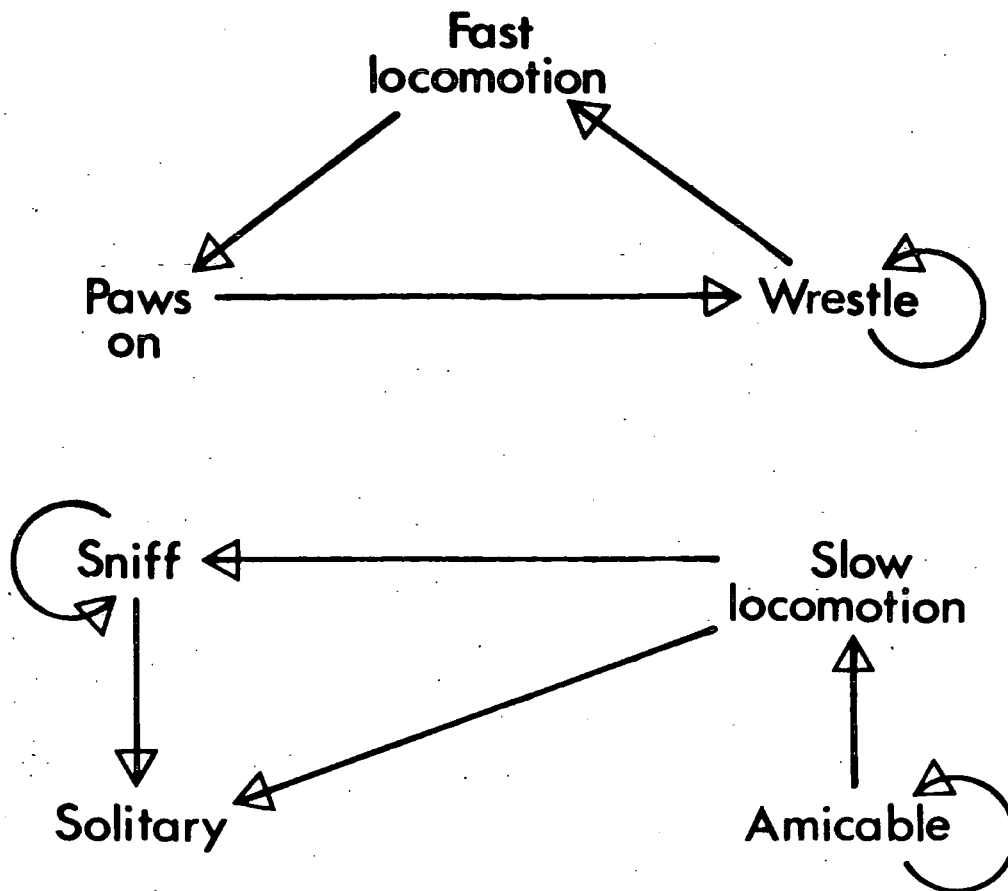 Fast
locomotion
Paws
on
Wrestle
Sniff
Slow
locomotion
Solitary
Amicable